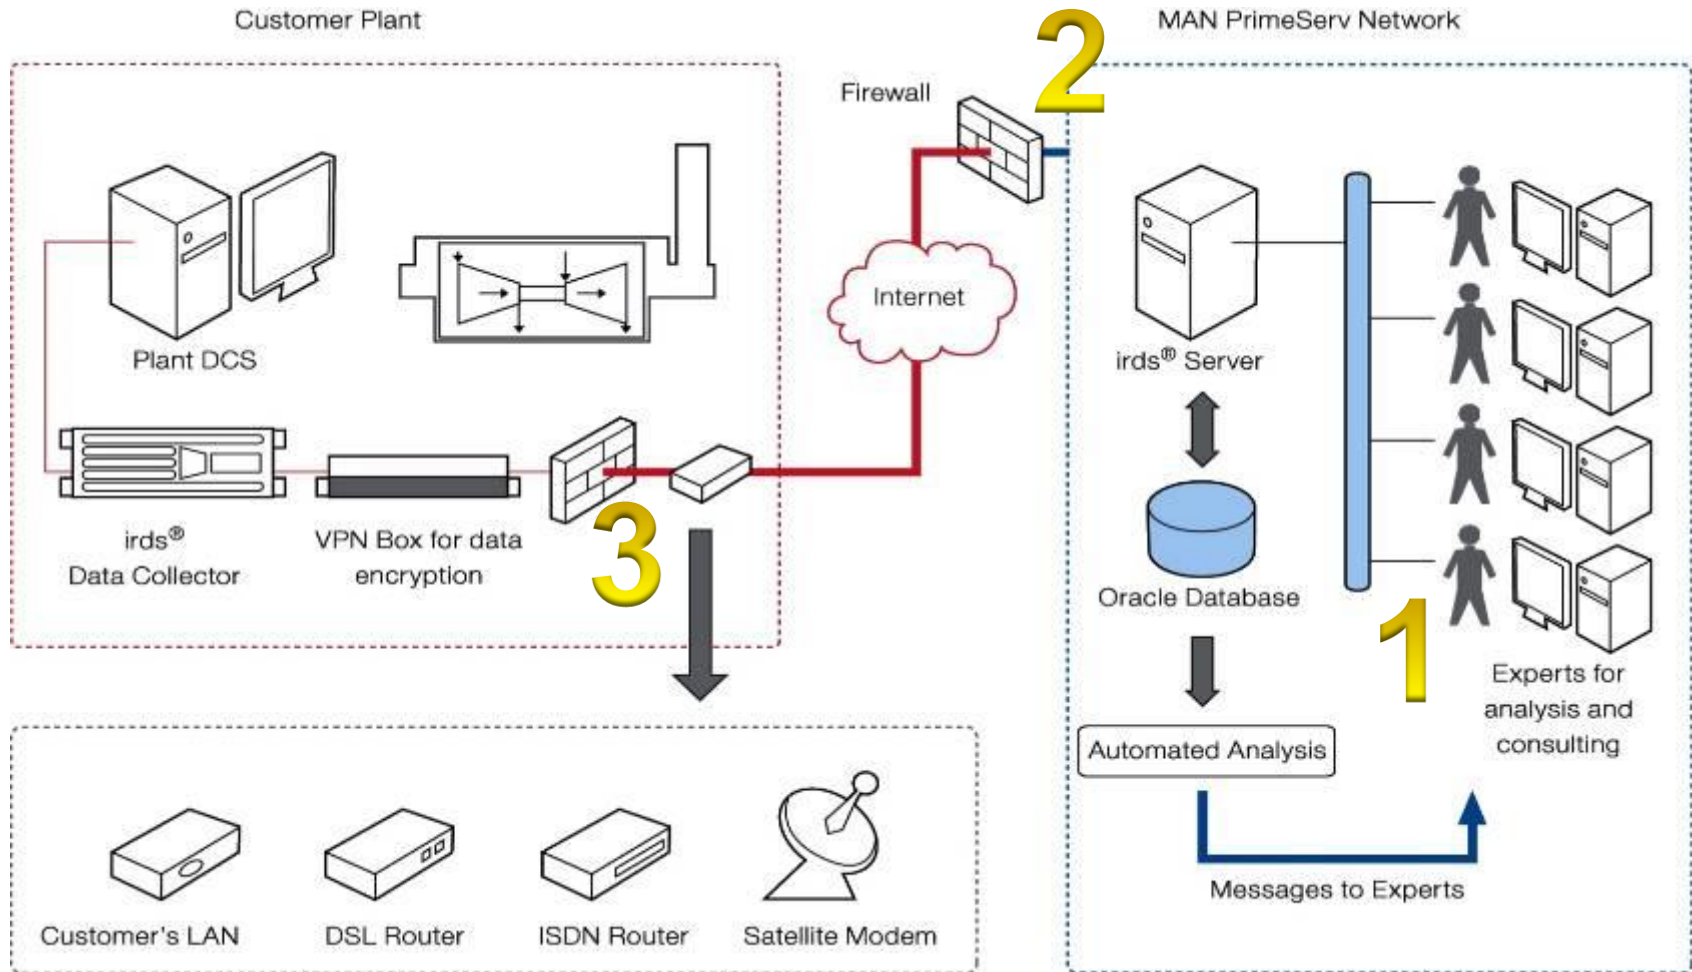 Customer Plant
MAN PrimeServ Network
2
Firewall
Internet
Plant DCS
irds® Server
irds®
Data Collector
VPN Box for data
encryption
3
Oracle Database
1
Experts for
analysis and
consulting
Automated Analysis
Messages to Experts
Customer's LAN
DSL Router
ISDN Router
Satellite Modem